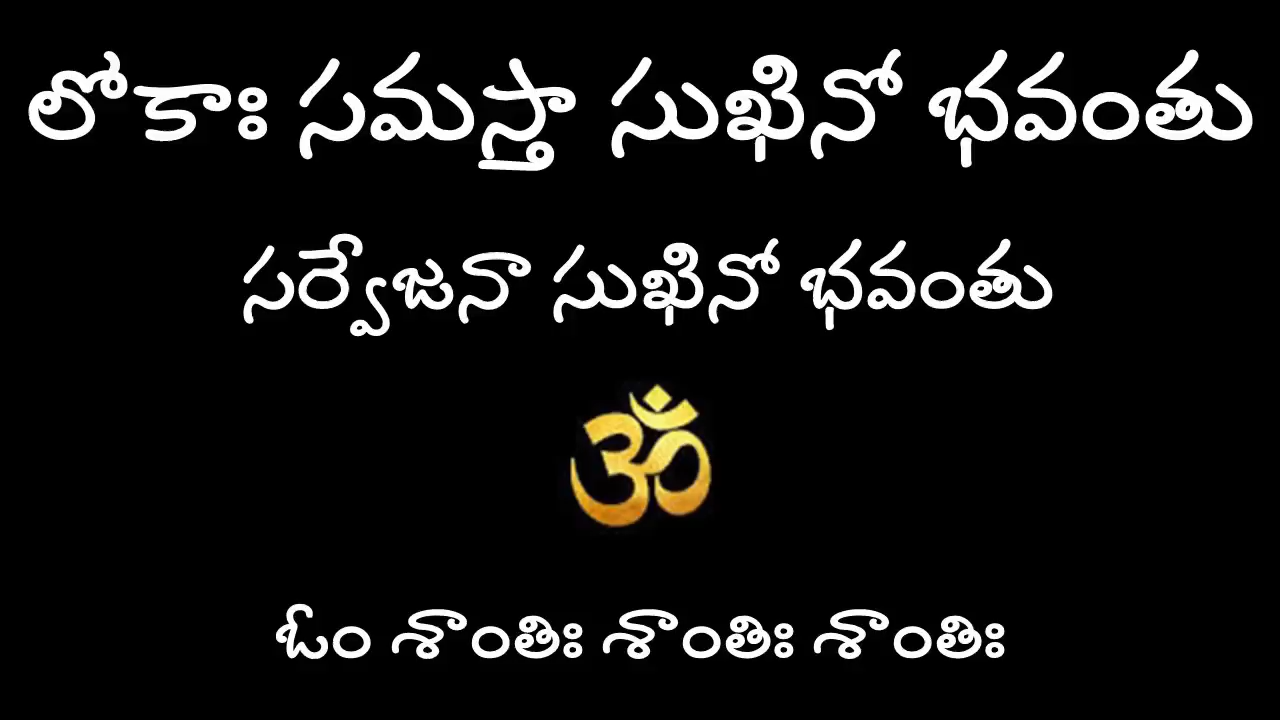 లోకాః సమస్తా సుఖినో భవంతు
సర్వేజనా సుఖినో భవంతు
ॐ
ఓం శాంతిః శాంతిః శాంతిః